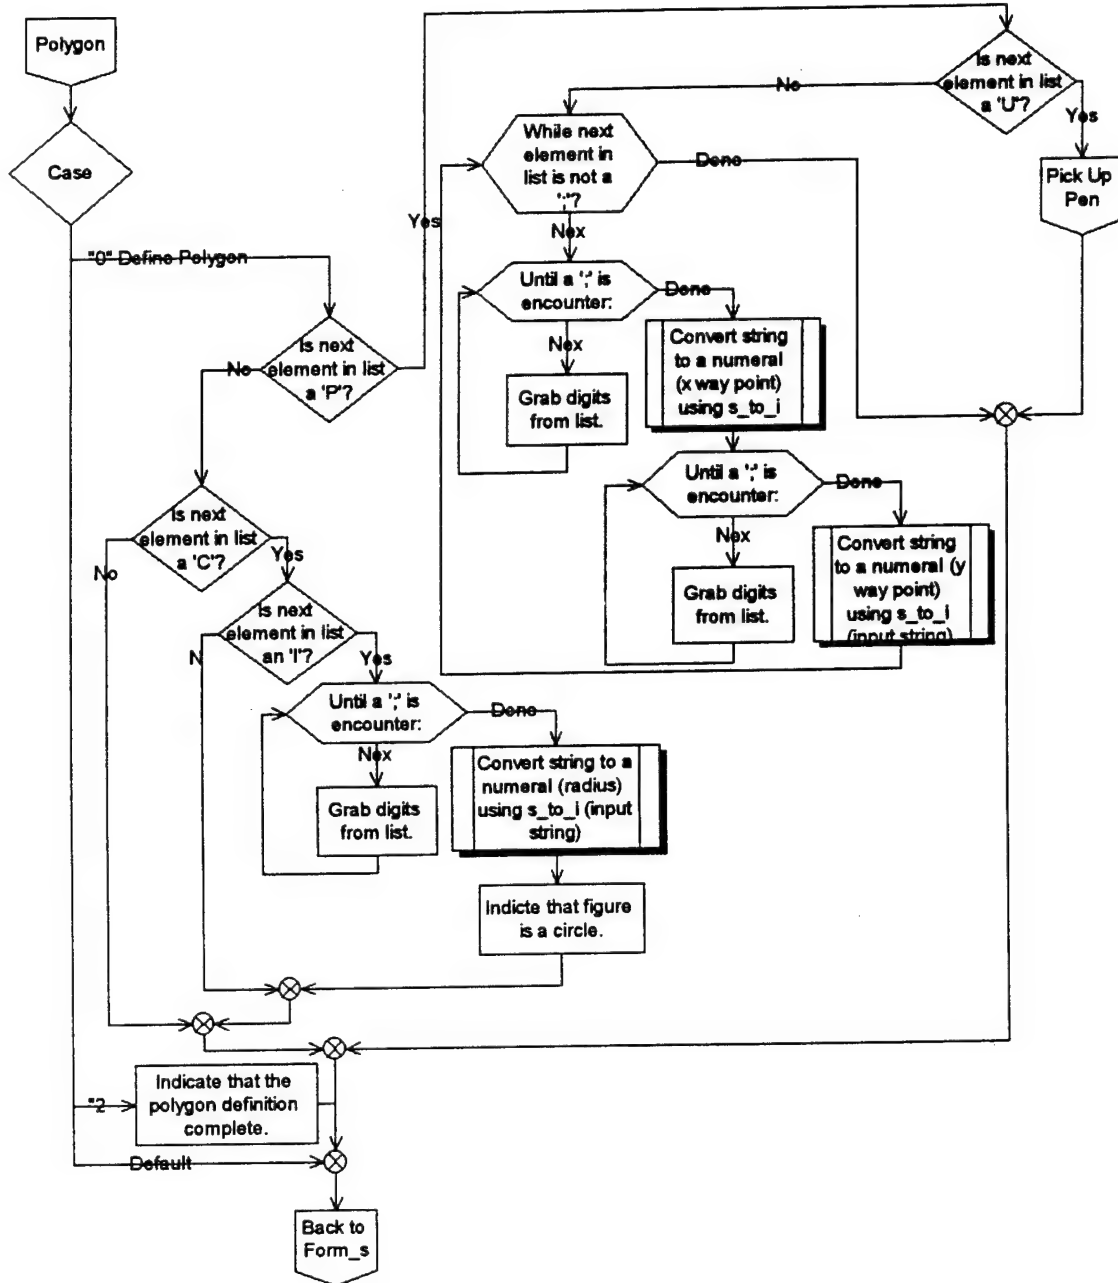 Polygon
Case
"0" Define Polygon
Is next
element in list
a 'P'?
No
Yes
Is next
element in list
a 'U'?
No
Yes
Pick Up
Pen
While next
element in
list is not a
';'?
Done
Nex
Until a ';' is
encounter:
Done
Nex
Grab digits
from list.
Convert string
to a numeral
(x way point)
using s_to_i
Until a ';' is
encounter:
Done
Nex
Grab digits
from list.
Convert string
to a numeral (y
way point)
using s_to_i
(input string)
Is next
element in list
a 'C'?
No
Yes
Is next
element in list
an 'I'?
N
Yes
Until a ';' is
encounter:
Done
Nex
Grab digits
from list.
Convert string to a
numeral (radius)
using s_to_i (input
string)
Indicte that figure
is a circle.
"2
Indicate that the
polygon definition
complete.
Default
Back to
Form_s